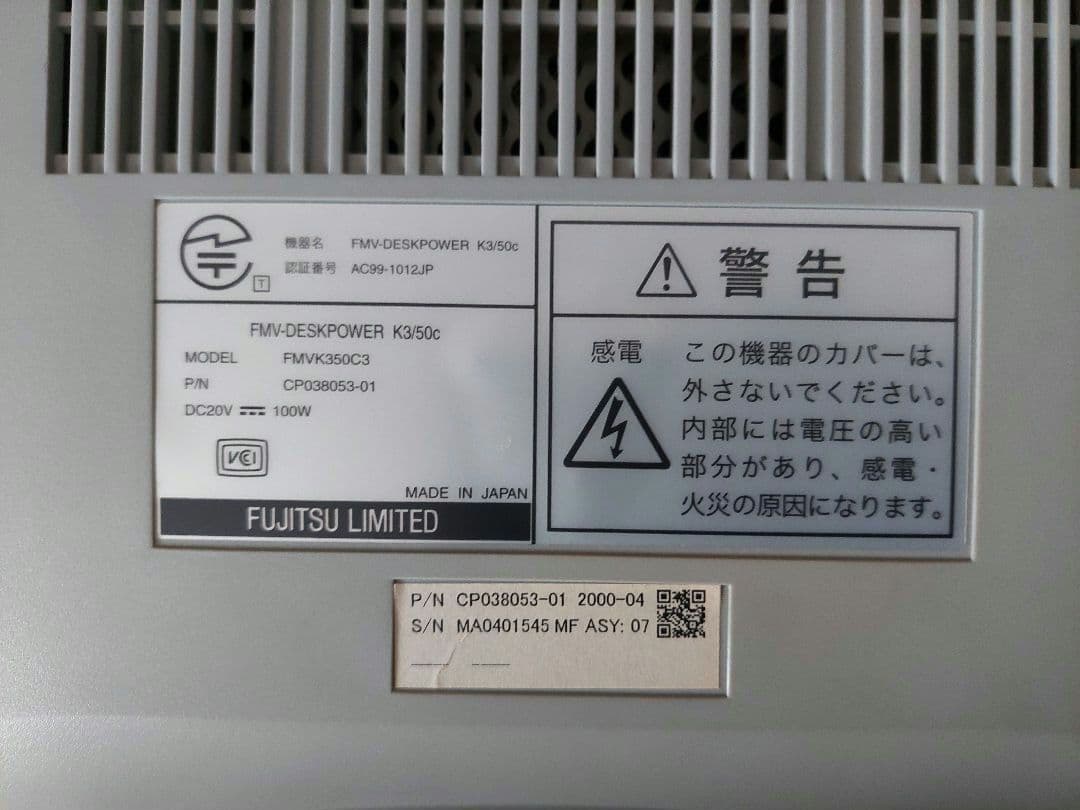 機器名 FMV-DESKPOWER K3/50c
認証番号 AC99-1012JP
T
FMV-DESKPOWER K3/50c
MODEL FMVK350C3
P/N CP038053-01
DC20V ⎓ 100W
VCI
MADE IN JAPAN
FUJITSU LIMITED
警告
感電
この機器のカバーは、
外さないでください。
内部には電圧の高い
部分があり、感電・
火災の原因になります。
P/N CP038053-01 2000-04
S/N MA0401545 MF ASY: 07